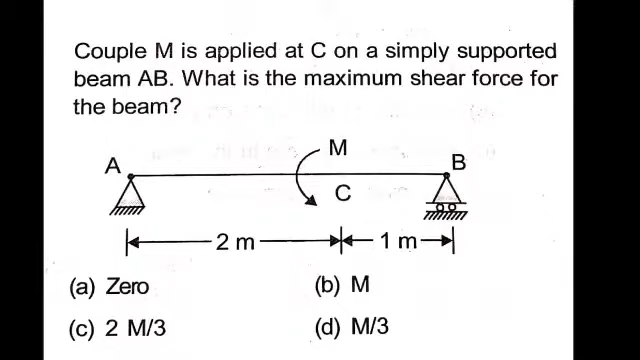 Couple M is applied at C on a simply supported
beam AB. What is the maximum shear force for
the beam?
M
A
B
C
2 m
1 m
(a) Zero
(b) M
(c) 2 M/3
(d) M/3